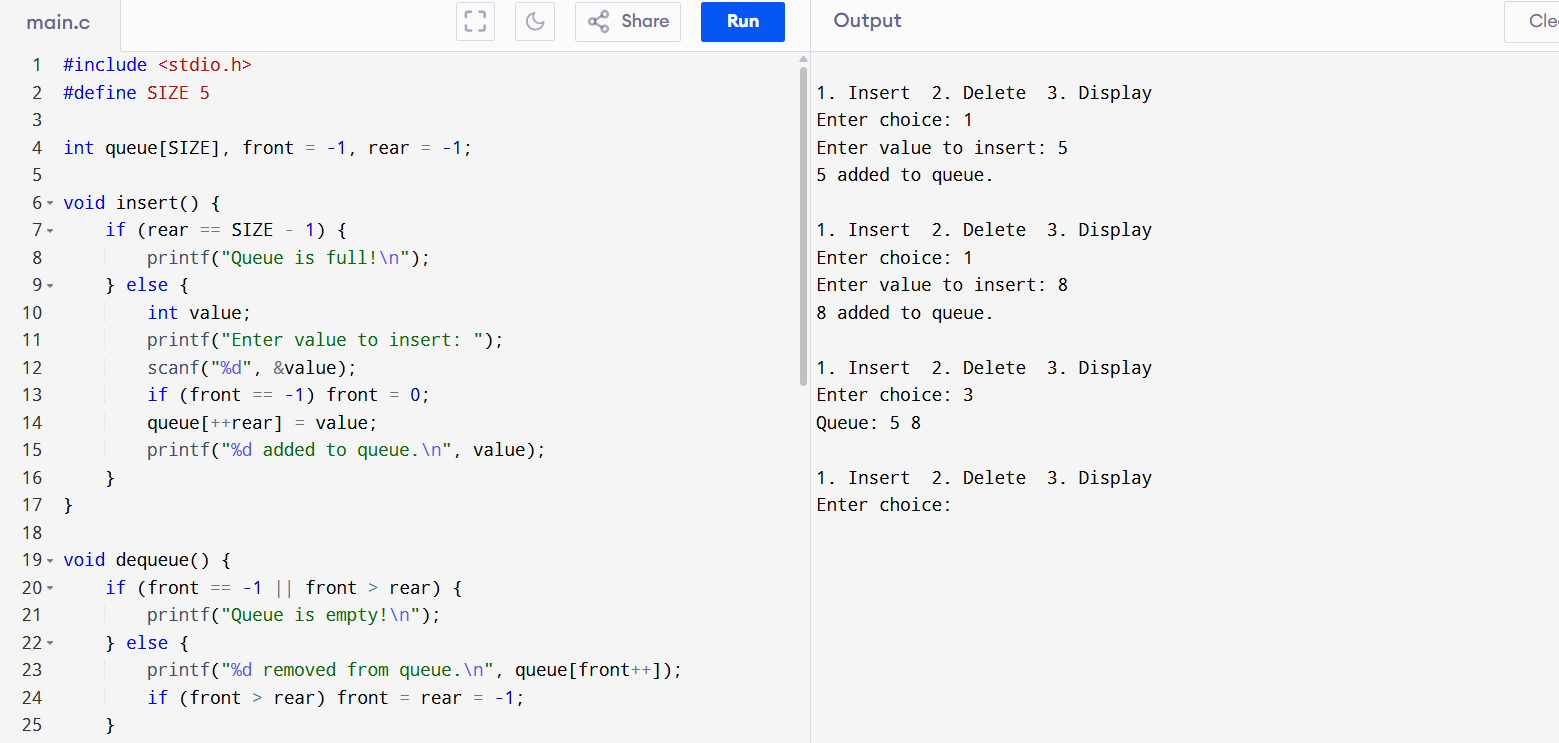 main.c
Share
Run
Output
1 #include <stdio.h>
2 #define SIZE 5
3
4 int queue[SIZE], front = -1, rear = -1;
5
6 void insert() {
7     if (rear == SIZE - 1) {
8         printf("Queue is full!\n");
9     } else {
10         int value;
11         printf("Enter value to insert: ");
12         scanf("%d", &value);
13         if (front == -1) front = 0;
14         queue[++rear] = value;
15         printf("%d added to queue.\n", value);
16     }
17 }
18
19 void dequeue() {
20     if (front == -1 || front > rear) {
21         printf("Queue is empty!\n");
22     } else {
23         printf("%d removed from queue.\n", queue[front++]);
24         if (front > rear) front = rear = -1;
25     }
1. Insert  2. Delete  3. Display
Enter choice: 1
Enter value to insert: 5
5 added to queue.
1. Insert  2. Delete  3. Display
Enter choice: 1
Enter value to insert: 8
8 added to queue.
1. Insert  2. Delete  3. Display
Enter choice: 3
Queue: 5 8
1. Insert  2. Delete  3. Display
Enter choice: